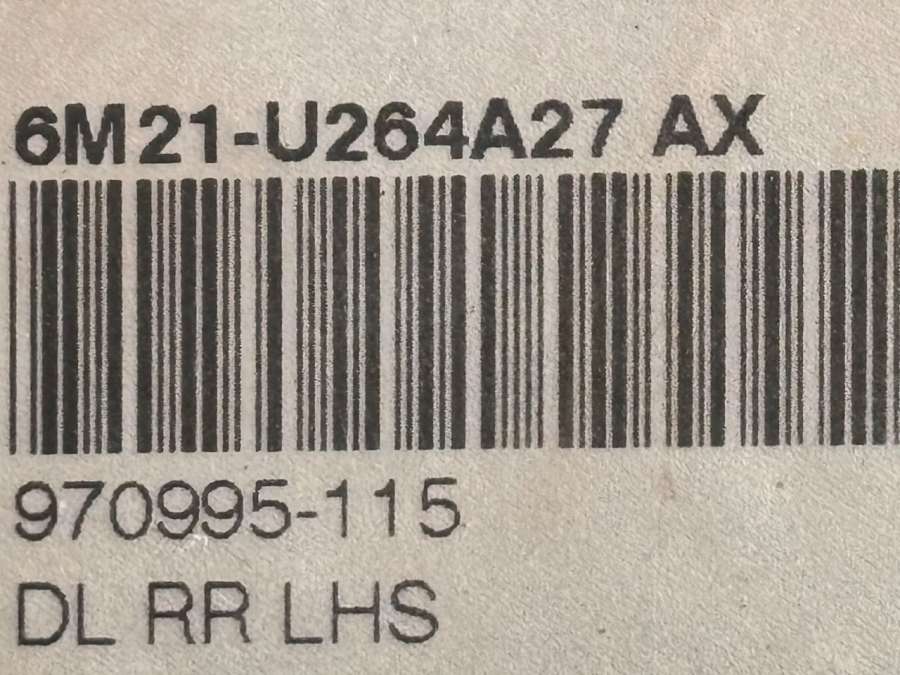 6M21-U264A27 AX
970995-115
DL RR LHS